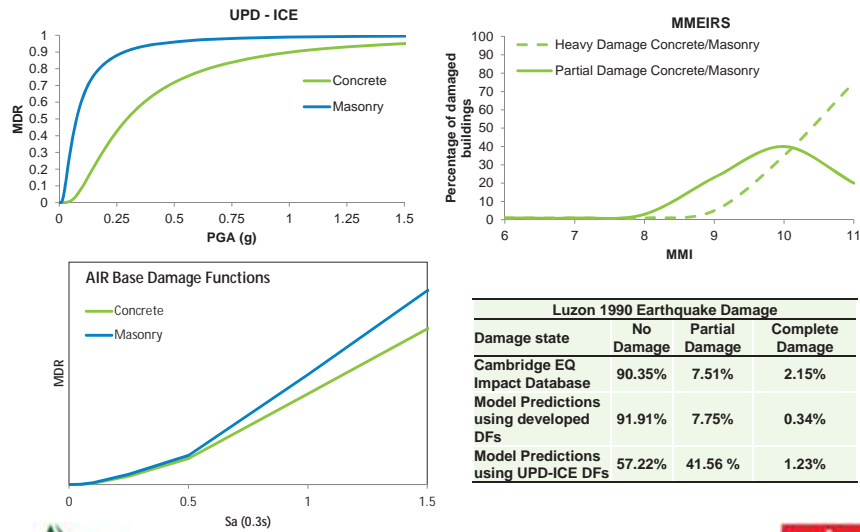 UPD - ICE
1
0.9
0.8
0.7
0.6
0.5
0.4
0.3
0.2
0.1
0
MDR
Concrete
Masonry
0 0.25 0.5 0.75 1 1.25 1.5
PGA (g)
MMEIRS
100
90
80
70
60
50
40
30
20
10
0
Percentage of damaged
buildings
Heavy Damage Concrete/Masonry
Partial Damage Concrete/Masonry
6 7 8 9 10 11
MMI
AIR Base Damage Functions
Concrete
Masonry
MDR
0 0.5 1 1.5
Sa (0.3s)
Luzon 1990 Earthquake Damage
Damage state No Damage Partial Damage Complete Damage
Cambridge EQ
Impact Database 90.35% 7.51% 2.15%
Model Predictions
using developed 91.91% 7.75% 0.34%
DFs
Model Predictions
using UPD-ICE DFs 57.22% 41.56 % 1.23%